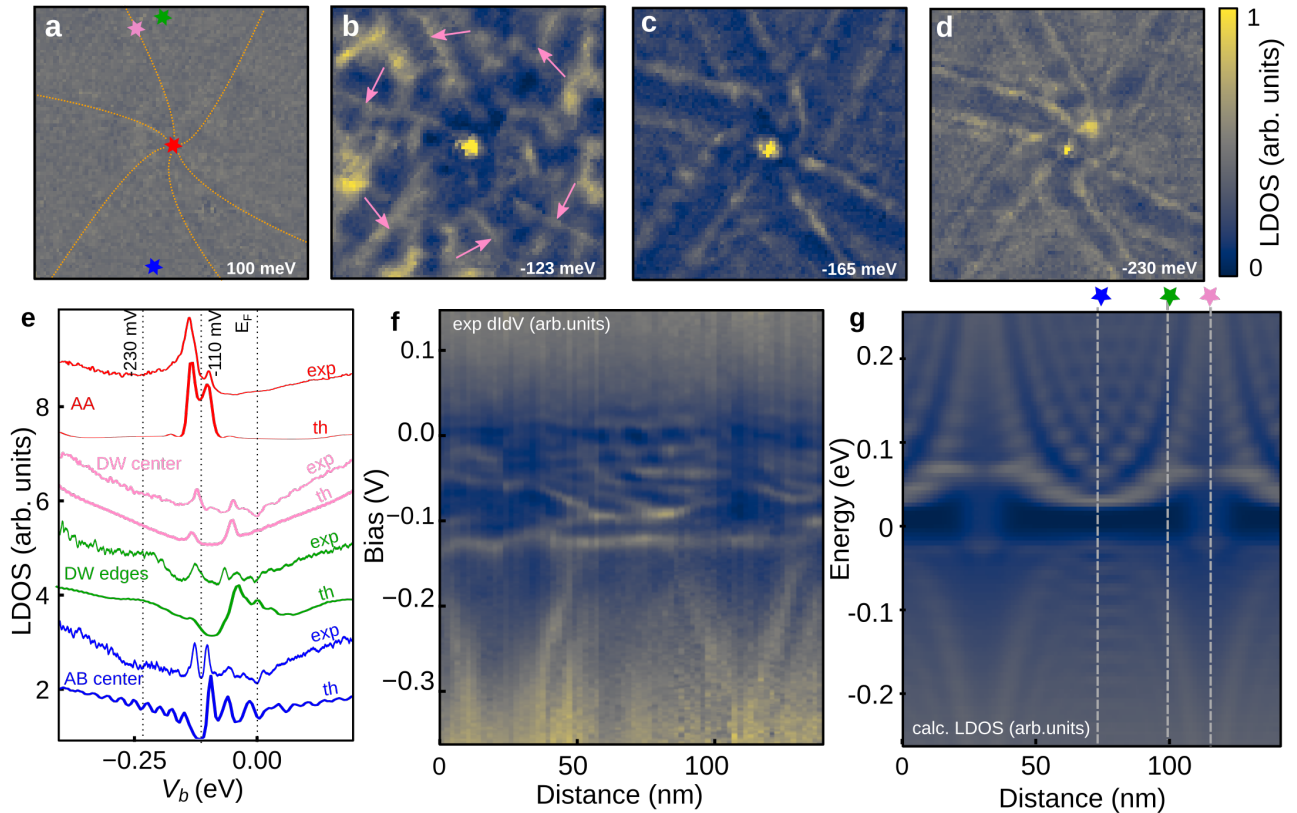 a
100 meV
b
-123 meV
c
-165 meV
d
-230 meV
1
0
LDOS (arb. units)
e
-230 mV
-110 mV
E_F
exp
AA
th
DW center
exp
th
exp
DW edges
th
exp
AB center
th
8
6
4
2
LDOS (arb. units)
−0.25
0.00
V_b (eV)
f
exp dIdV (arb.units)
0.1
0.0
−0.1
−0.2
−0.3
Bias (V)
0
50
100
Distance (nm)
g
0.2
0.1
0
-0.1
-0.2
Energy (eV)
calc. LDOS (arb.units)
0
50
100
Distance (nm)